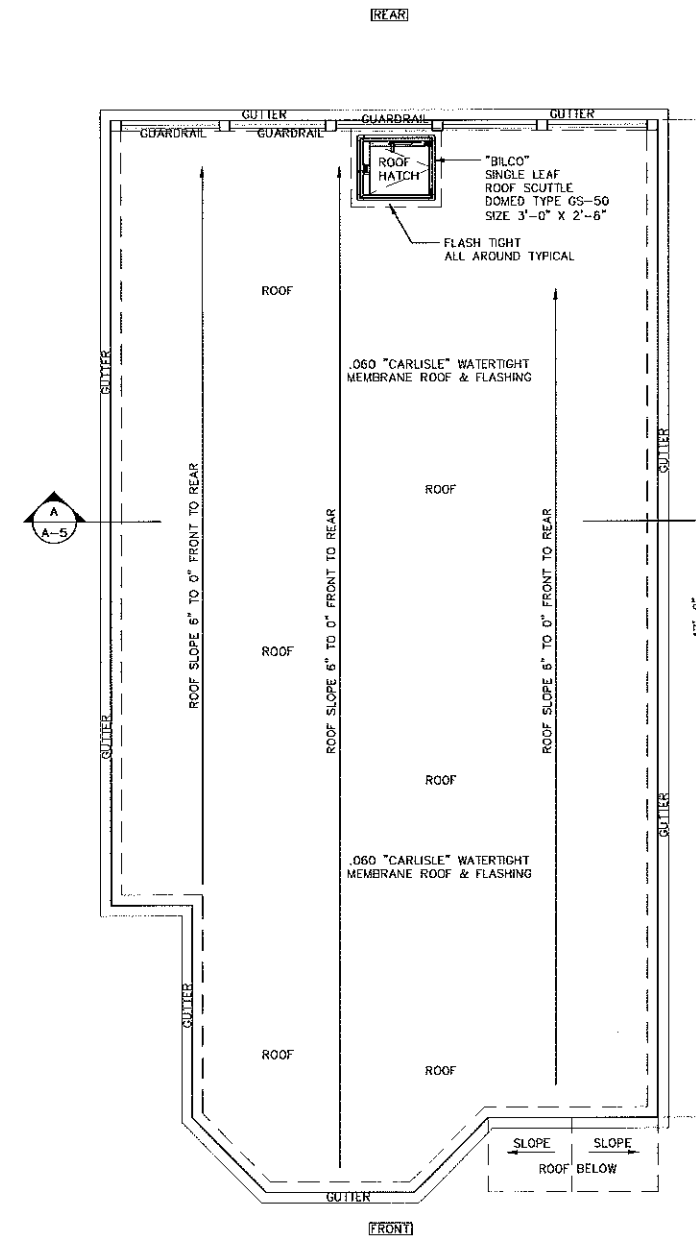 REAR
GUTTER
GUTTER
GUARDRAIL
GUARDRAIL
GUARDRAIL
ROOF
HATCH
"BILCO"
SINGLE LEAF
ROOF SCUTTLE
DOMED TYPE GS-50
SIZE 3'-0" X 2'-6"
FLASH TIGHT
ALL AROUND TYPICAL
ROOF
GUTTER
.060 "CARLISLE" WATERTIGHT
MEMBRANE ROOF & FLASHING
GUTTER
ROOF
A
A-5
ROOF SLOPE 6" TO 0" FRONT TO REAR
ROOF SLOPE 6" TO 0" FRONT TO REAR
ROOF SLOPE 6" TO 0" FRONT TO REAR
ROOF
GUTTER
ROOF
GUTTER
.060 "CARLISLE" WATERTIGHT
MEMBRANE ROOF & FLASHING
GUTTER
ROOF
ROOF
SLOPE
SLOPE
ROOF BELOW
GUTTER
FRONT